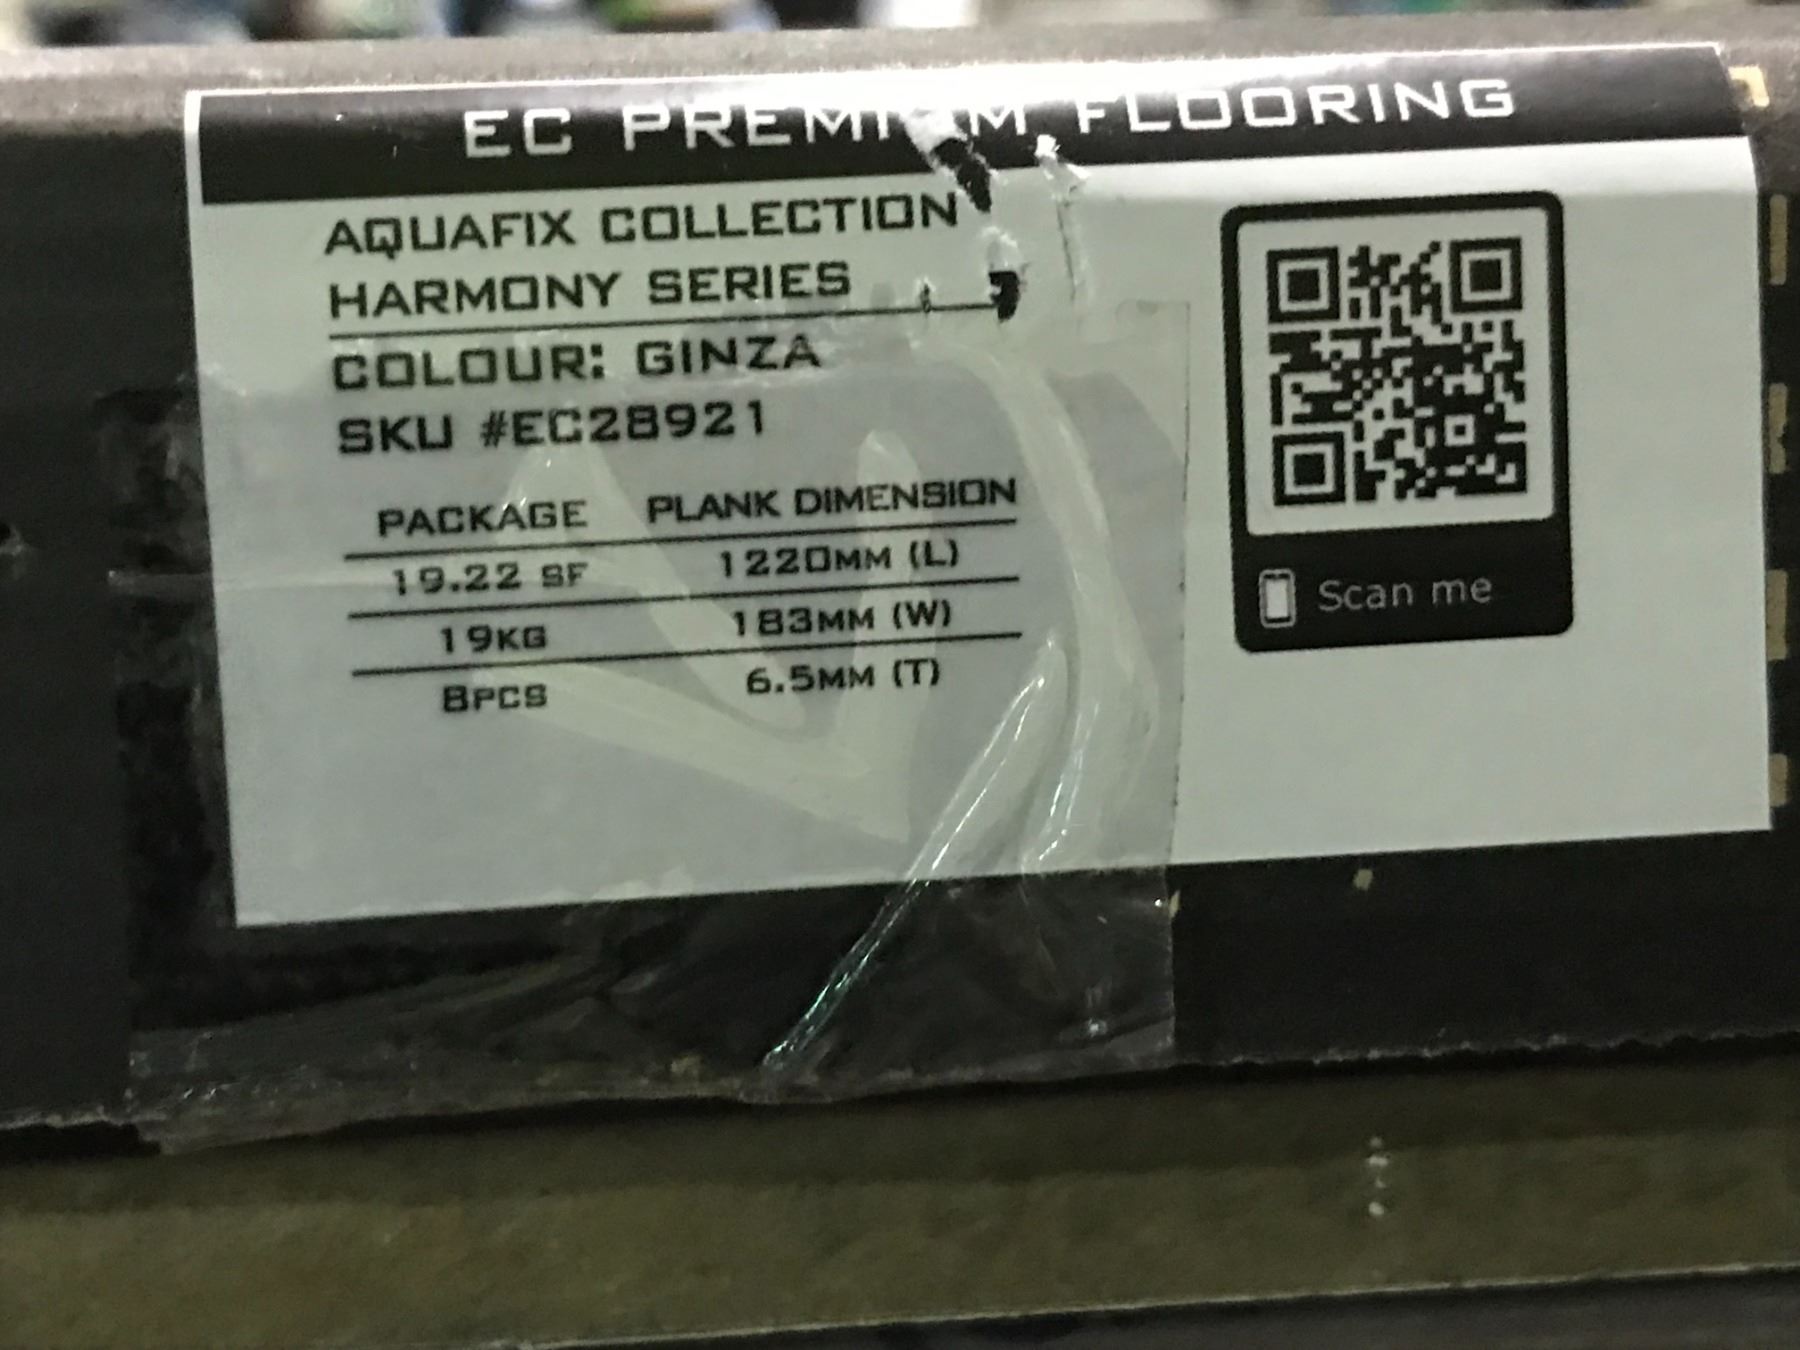 EC PREMIUM FLOORING
AQUAFIX COLLECTION
HARMONY SERIES
COLOUR: GINZA
SKU #EC28921
PACKAGE PLANK DIMENSION
19.22 SF 1220MM (L)
19KG 183MM (W)
8PCS 6.5MM (T)
Scan me